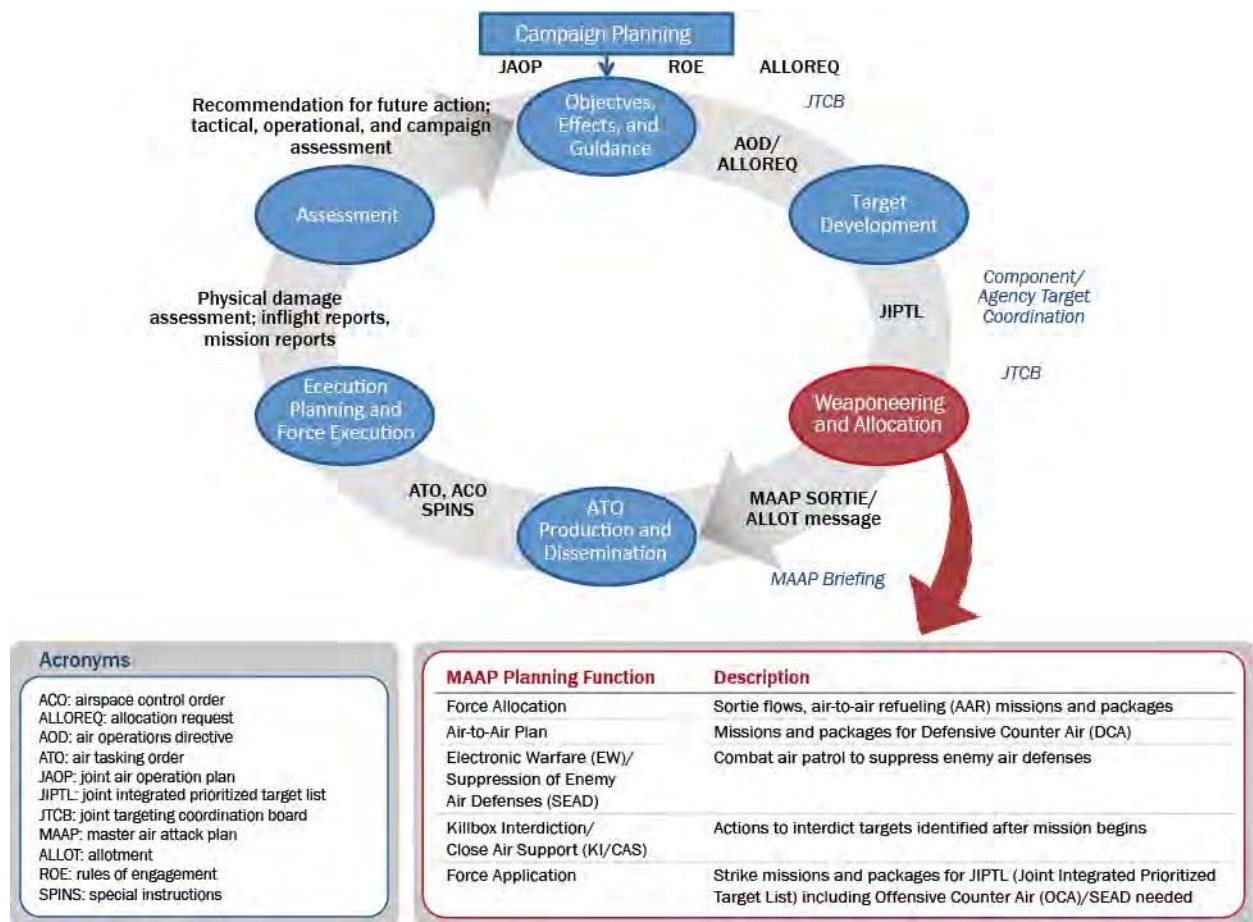 Campaign Planning
JAOP
ROE
ALLOREQ
JTCB
Objectves,
Effects, and
Guidance
Recommendation for future action;
tactical, operational, and campaign
assessment
AOD/
ALLOREQ
Assessment
Target
Development
Component/
Agency Target
Coordination
Physical damage
assessment; inflight reports,
mission reports
JIPTL
JTCB
Ececution
Planning and
Force Execution
Weaponeering
and Allocation
ATO, ACO
SPINS
ATO
Production and
Dissemination
MAAP SORTIE/
ALLOT message
MAAP Briefing
Acronyms
ACO: airspace control order
ALLOREQ: allocation request
AOD: air operations directive
ATO: air tasking order
JAOP: joint air operation plan
JIPTL: joint integrated prioritized target list
JTCB: joint targeting coordination board
MAAP: master air attack plan
ALLOT: allotment
ROE: rules of engagement
SPINS: special instructions
MAAP Planning Function Description
Force Allocation Sortie flows, air-to-air refueling (AAR) missions and packages
Air-to-Air Plan Missions and packages for Defensive Counter Air (DCA)
Electronic Warfare (EW)/ Combat air patrol to suppress enemy air defenses
Suppression of Enemy
Air Defenses (SEAD)
Killbox Interdiction/ Actions to interdict targets identified after mission begins
Close Air Support (KI/CAS)
Force Application Strike missions and packages for JIPTL (Joint Integrated Prioritized
Target List) including Offensive Counter Air (OCA)/SEAD needed